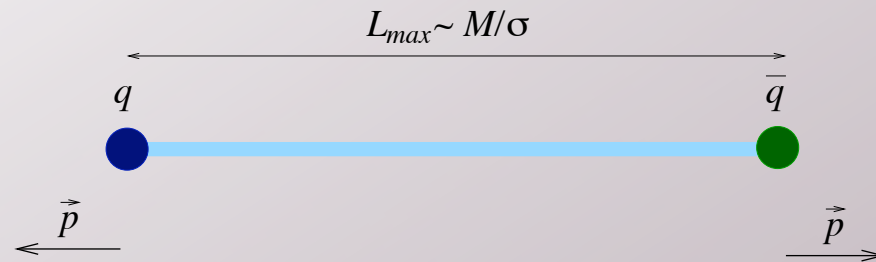 L_max ~ M/σ
q q̄
p⃗ p⃗